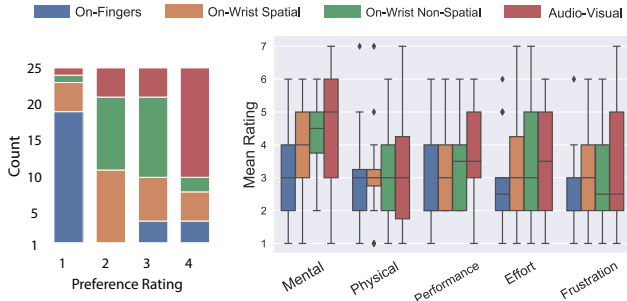 On-Fingers On-Wrist Spatial On-Wrist Non-Spatial Audio-Visual
25
20
15
10
5
1
Count
1 2 3 4
Preference Rating
7
6
5
4
3
2
1
Mean Rating
Mental Physical Performance Effort Frustration